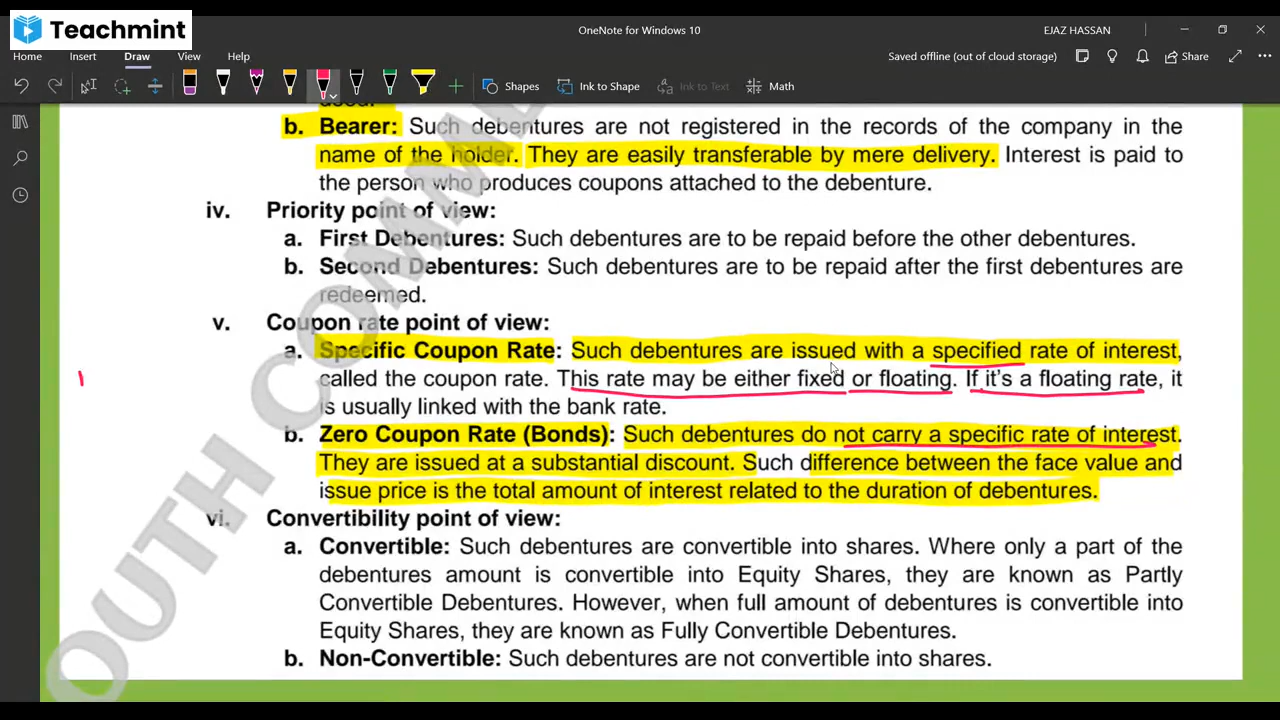 Teachmint
OneNote for Windows 10
EJAZ HASSAN
Home Insert Draw View Help
Saved offline (out of cloud storage)
Share
Shapes
Ink to Shape
Ink to Text
Math
b. Bearer: Such debentures are not registered in the records of the company in the
name of the holder. They are easily transferable by mere delivery. Interest is paid to
the person who produces coupons attached to the debenture.
iv. Priority point of view:
a. First Debentures: Such debentures are to be repaid before the other debentures.
b. Second Debentures: Such debentures are to be repaid after the first debentures are
redeemed.
v. Coupon rate point of view:
a. Specific Coupon Rate: Such debentures are issued with a specified rate of interest,
called the coupon rate. This rate may be either fixed or floating. If it's a floating rate, it
is usually linked with the bank rate.
b. Zero Coupon Rate (Bonds): Such debentures do not carry a specific rate of interest.
They are issued at a substantial discount. Such difference between the face value and
issue price is the total amount of interest related to the duration of debentures.
vi. Convertibility point of view:
a. Convertible: Such debentures are convertible into shares. Where only a part of the
debentures amount is convertible into Equity Shares, they are known as Partly
Convertible Debentures. However, when full amount of debentures is convertible into
Equity Shares, they are known as Fully Convertible Debentures.
b. Non-Convertible: Such debentures are not convertible into shares.